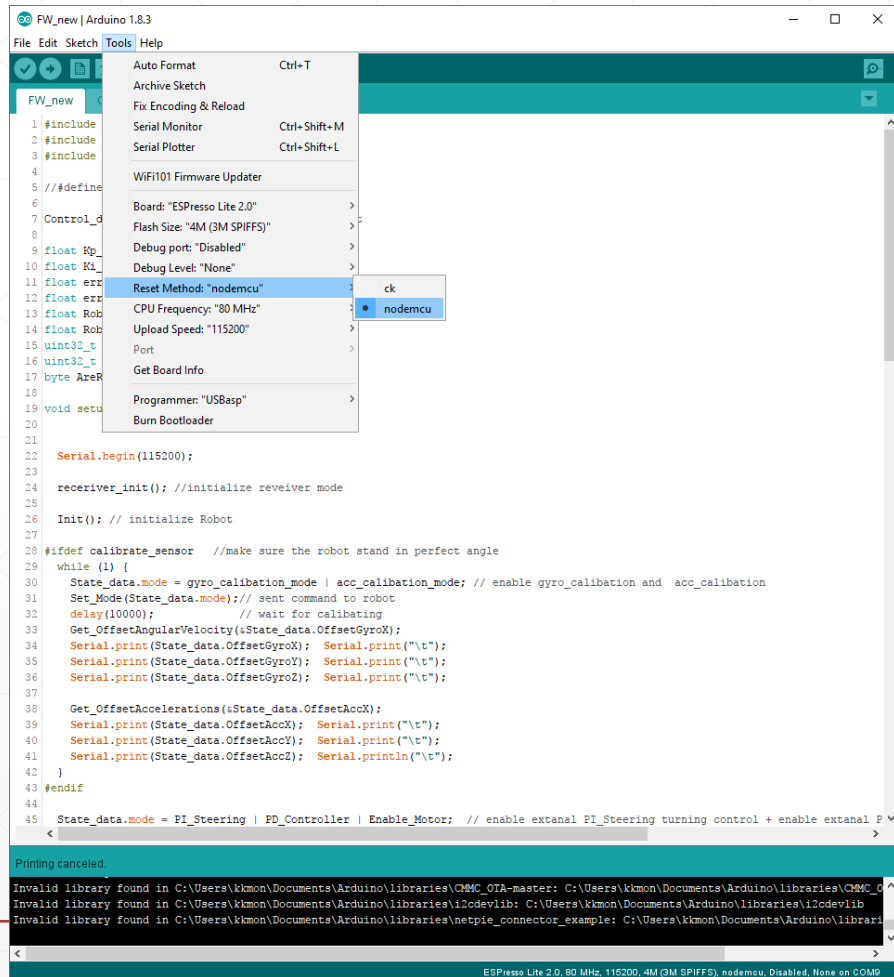 FW_new | Arduino 1.8.3
File Edit Sketch Tools Help
FW_new
Auto Format Ctrl+T
Archive Sketch
Fix Encoding & Reload
Serial Monitor Ctrl+Shift+M
Serial Plotter Ctrl+Shift+L
WiFi101 Firmware Updater
Board: "ESPresso Lite 2.0"
Flash Size: "4M (3M SPIFFS)"
Debug port: "Disabled"
Debug Level: "None"
Reset Method: "nodemcu"
CPU Frequency: "80 MHz"
Upload Speed: "115200"
Port
Get Board Info
Programmer: "USBasp"
Burn Bootloader
ck
nodemcu
1 #include
2 #include
3 #include
4
5 //#define
6
7 Control_d
8
9 float Kp_
10 float Ki_
11 float err
12 float err
13 float Rob
14 float Rob
15 uint32_t
16 uint32_t
17 byte AreR
18
19 void setu
20
21
22 Serial.begin(115200);
23
24 receriver_init(); //initialize reveiver mode
25
26 Init(); // initialize Robot
27
28 #ifdef calibrate_sensor //make sure the robot stand in perfect angle
29 while (1) {
30 State_data.mode = gyro_calibation_mode | acc_calibation_mode; // enable gyro_calibation and acc_calibation
31 Set_Mode(State_data.mode);// sent command to robot
32 delay(10000); // wait for calibating
33 Get_OffsetAngularVelocity(&State_data.OffsetGyroX);
34 Serial.print(State_data.OffsetGyroX); Serial.print("\t");
35 Serial.print(State_data.OffsetGyroY); Serial.print("\t");
36 Serial.print(State_data.OffsetGyroZ); Serial.print("\t");
37
38 Get_OffsetAccelerations(&State_data.OffsetAccX);
39 Serial.print(State_data.OffsetAccX); Serial.print("\t");
40 Serial.print(State_data.OffsetAccY); Serial.print("\t");
41 Serial.print(State_data.OffsetAccZ); Serial.println("\t");
42 }
43 #endif
44
45 State_data.mode = PI_Steering | PD_Controller | Enable_Motor; // enable extanal PI_Steering turning control + enable extanal P
Printing canceled.
Invalid library found in C:\Users\kkmon\Documents\Arduino\libraries\CMMC_OTA-master: C:\Users\kkmon\Documents\Arduino\libraries\CMMC_O
Invalid library found in C:\Users\kkmon\Documents\Arduino\libraries\i2cdevlib: C:\Users\kkmon\Documents\Arduino\libraries\i2cdevlib
Invalid library found in C:\Users\kkmon\Documents\Arduino\libraries\netpie_connector_example: C:\Users\kkmon\Documents\Arduino\librari
ESPresso Lite 2.0, 80 MHz, 115200, 4M (3M SPIFFS), nodemcu, Disabled, None on COM9